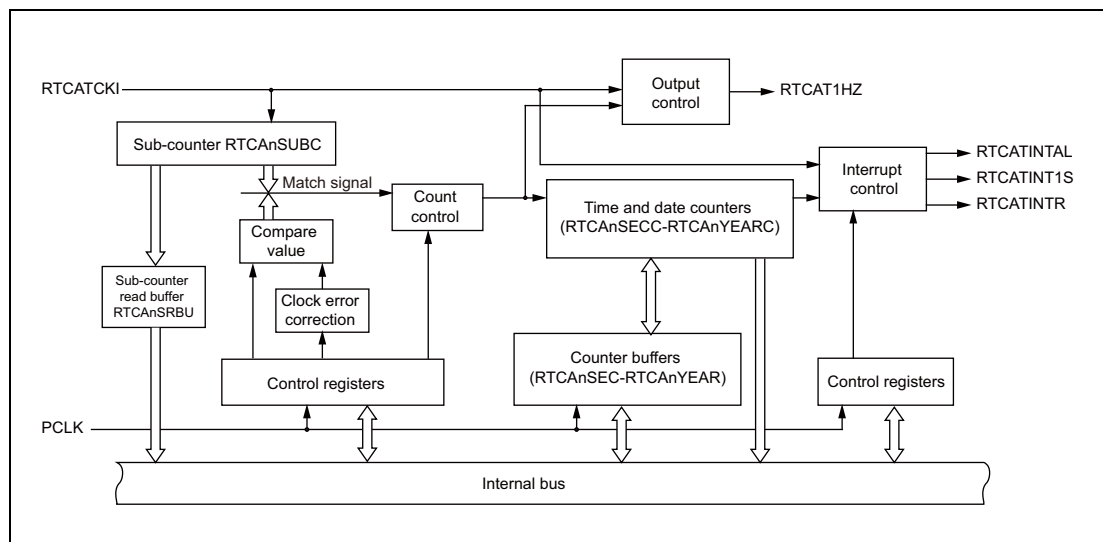 RTCATCKI
Output
control
RTCAT1HZ
Sub-counter RTCAnSUBC
Match signal
Count
control
Time and date counters
(RTCAnSECC-RTCAnYEARC)
Interrupt
control
RTCATINTAL
RTCATINT1S
RTCATINTR
Compare
value
Sub-counter
read buffer
RTCAnSRBU
Clock error
correction
Control registers
Counter buffers
(RTCAnSEC-RTCAnYEAR)
Control registers
PCLK
Internal bus